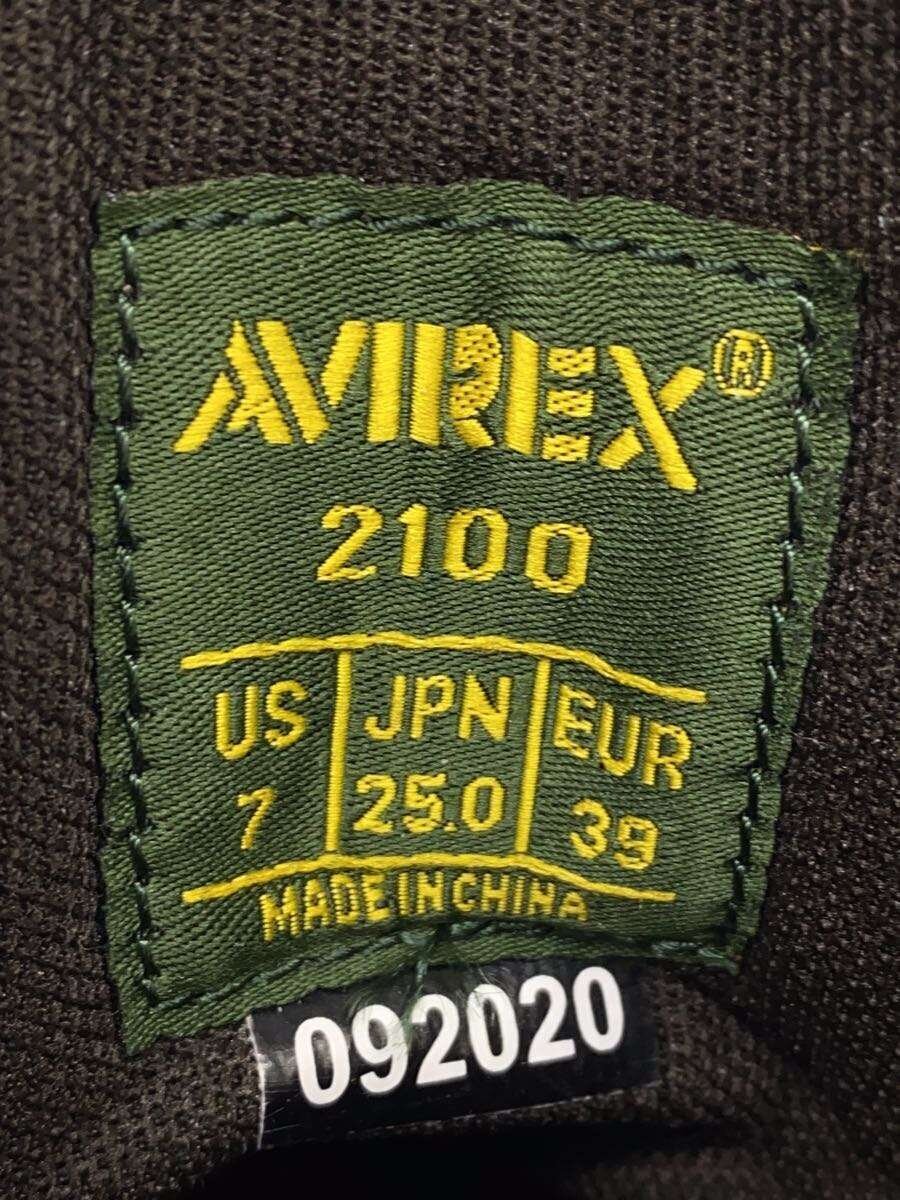 AVIREX®
2100
US JPN EUR
7 25.0 39
MADE IN CHINA
092020